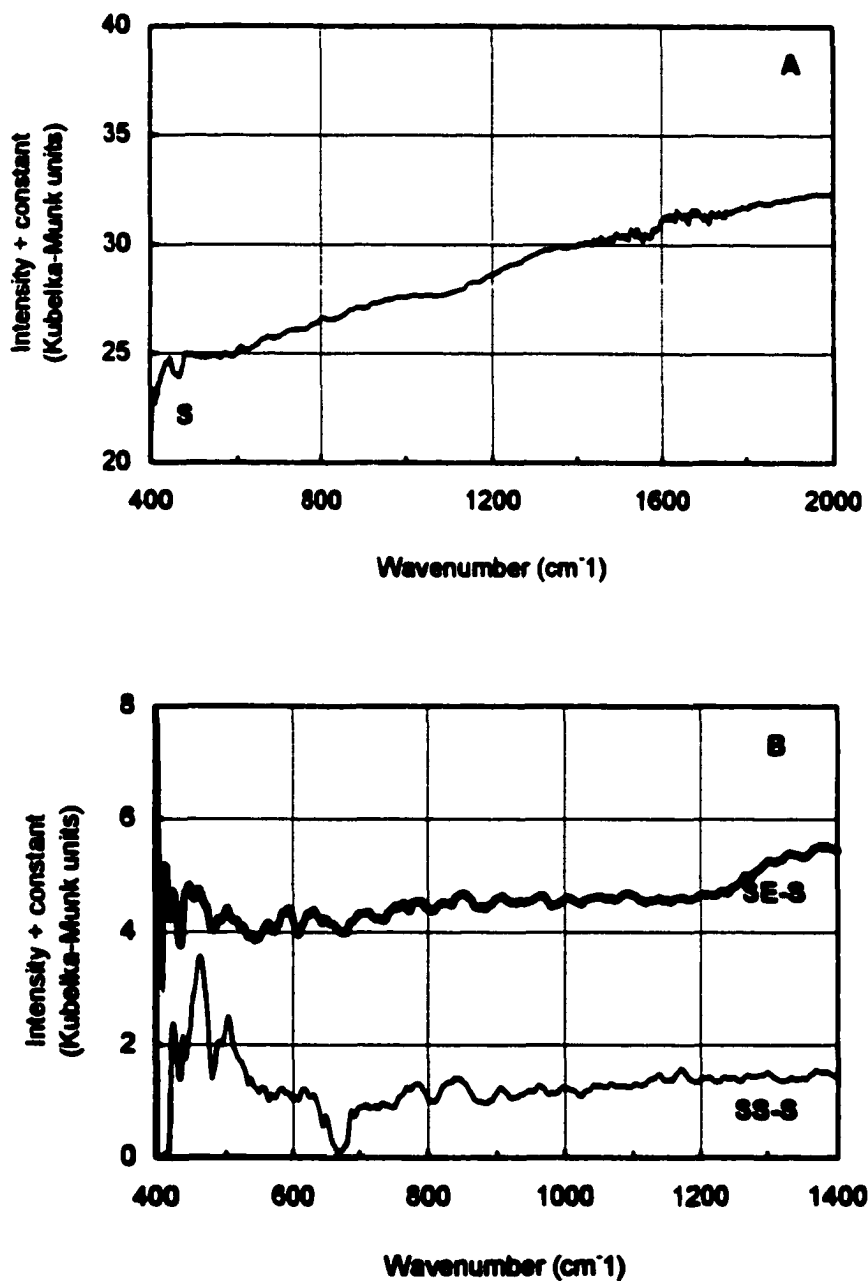 40
A
35
30
25
S
20
Intensity + constant
(Kubelka-Munk units)
400 800 1200 1600 2000
Wavenumber (cm-1)
8
B
6
SE-S
4
2
SS-S
0
Intensity + constant
(Kubelka-Munk units)
400 600 800 1000 1200 1400
Wavenumber (cm-1)